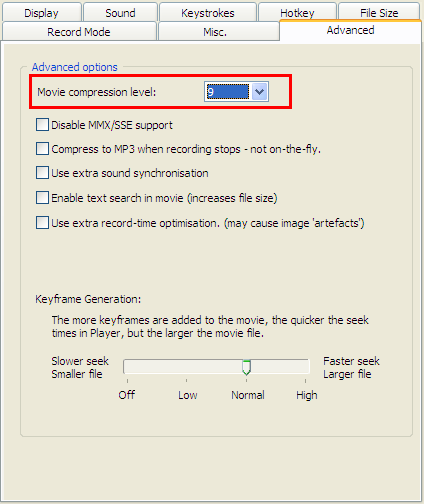 Display Sound Keystrokes Hotkey File Size
Record Mode Misc. Advanced
Advanced options
Movie compression level: 9
Disable MMX/SSE support
Compress to MP3 when recording stops - not on-the-fly.
Use extra sound synchronisation
Enable text search in movie (increases file size)
Use extra record-time optimisation. (may cause image 'artefacts')
Keyframe Generation:
The more keyframes are added to the movie, the quicker the seek
times in Player, but the larger the movie file.
Slower seek Faster seek
Smaller file Larger file
Off Low Normal High